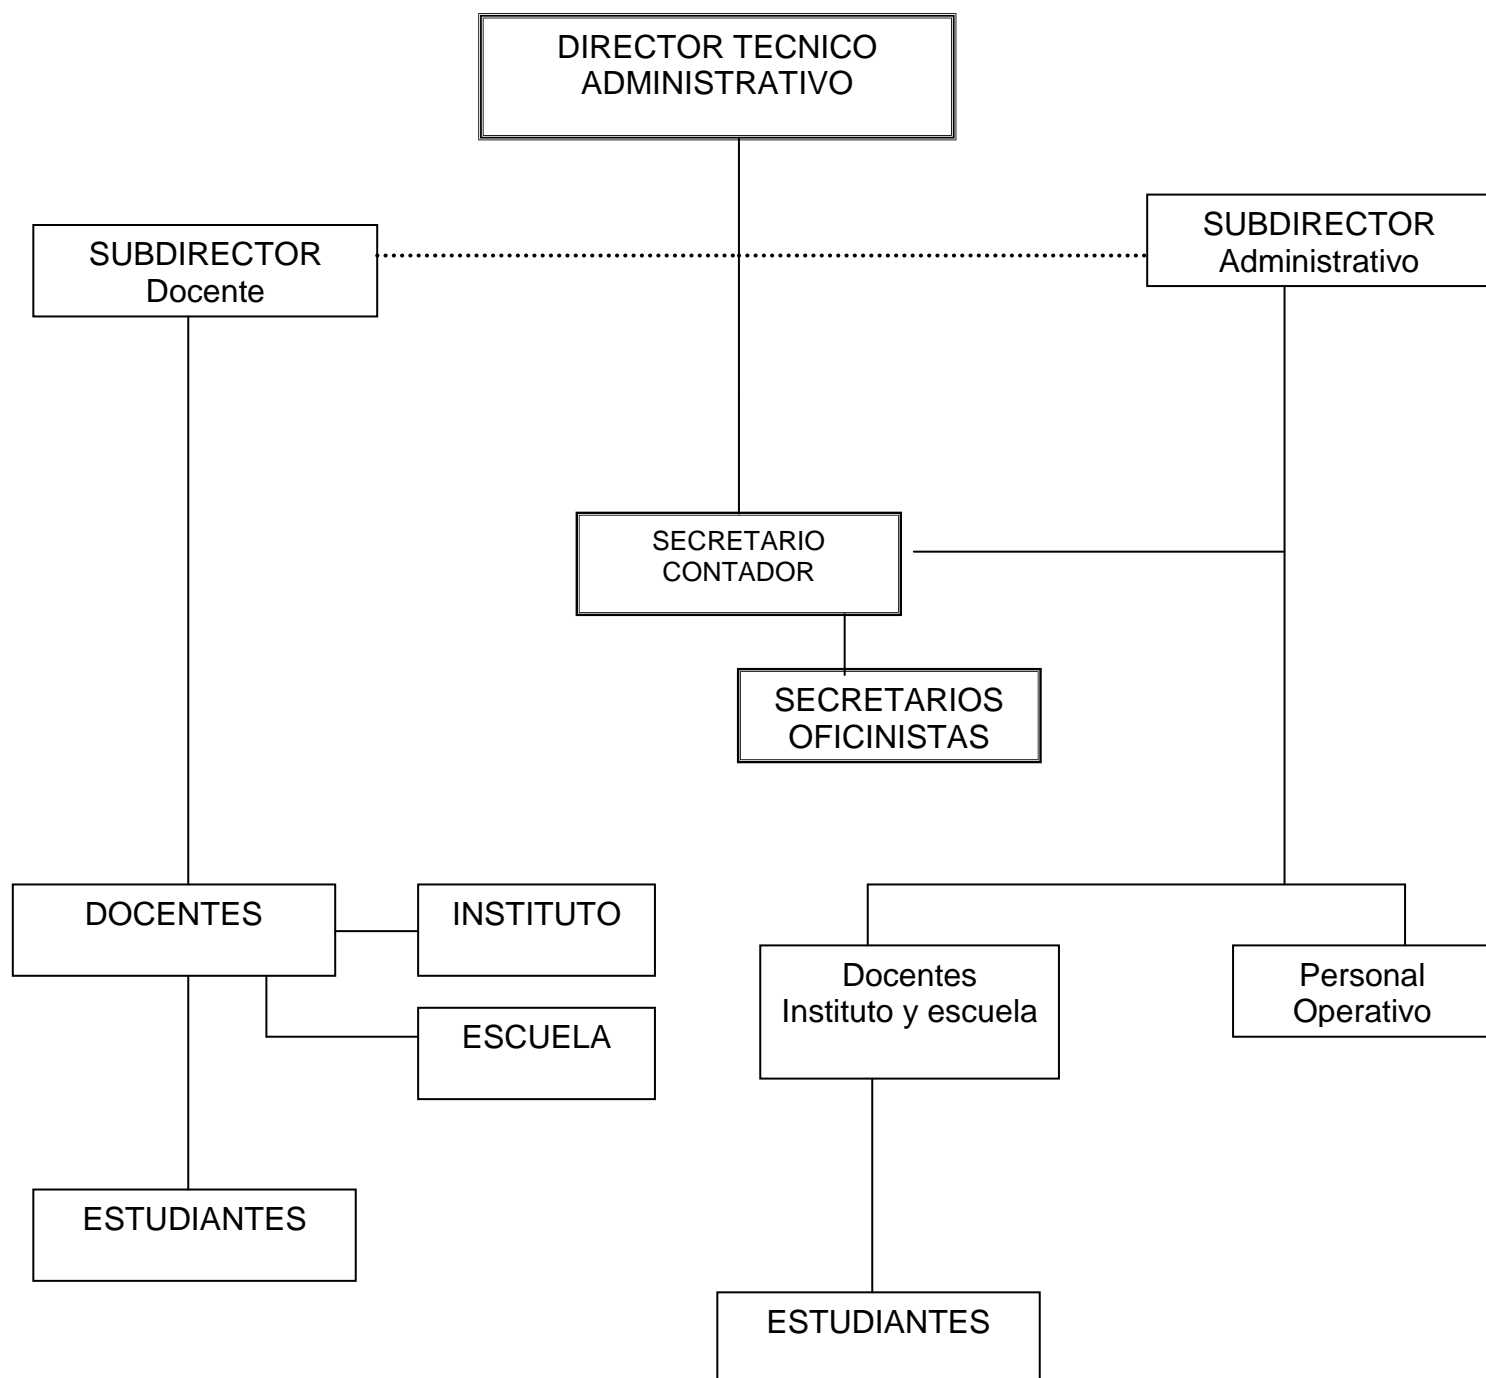 DIRECTOR TECNICO
ADMINISTRATIVO
SUBDIRECTOR
Docente
SUBDIRECTOR
Administrativo
SECRETARIO
CONTADOR
SECRETARIOS
OFICINISTAS
DOCENTES
INSTITUTO
ESCUELA
Docentes
Instituto y escuela
Personal
Operativo
ESTUDIANTES
ESTUDIANTES